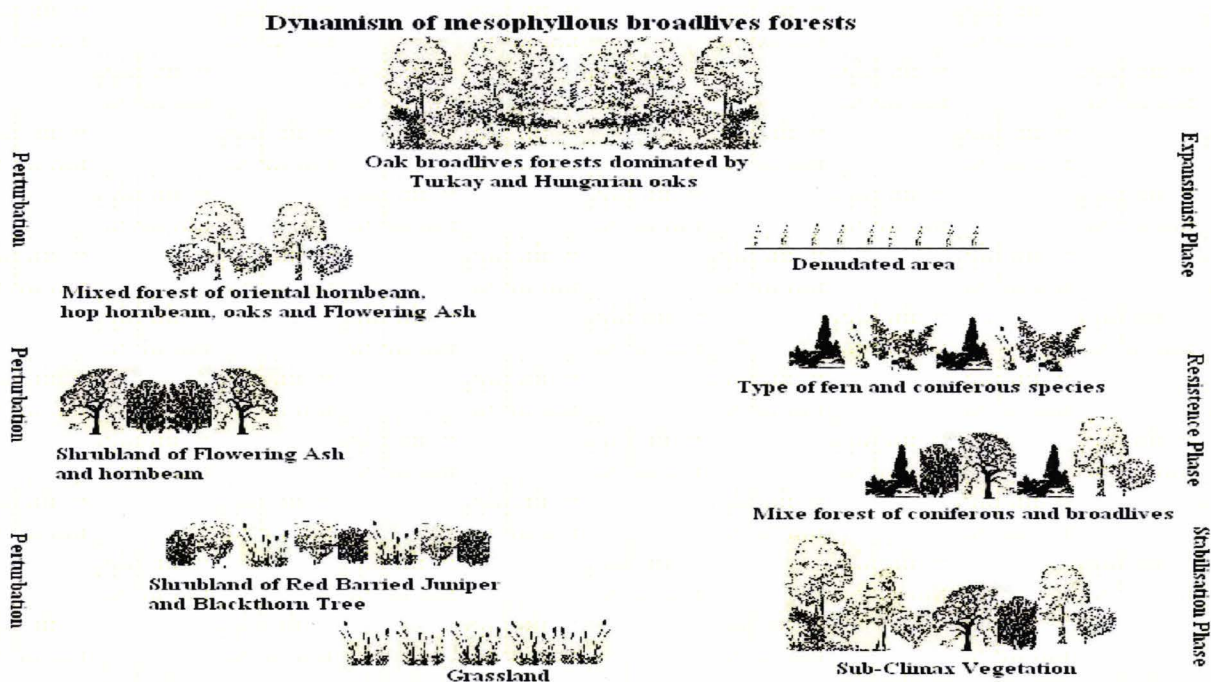 Dynamism of mesophyllous broadlives forests
Oak broadlives forests dominated by
Turkay and Hungarian oaks
Perturbation
Mixed forest of oriental hornbeam,
hop hornbeam, oaks and Flowering Ash
Perturbation
Shrubland of Flowering Ash
and hornbeam
Perturbation
Shrubland of Red Barried Juniper
and Blackthorn Tree
Grassland
Expansionist Phase
Denudated area
Type of fern and coniferous species
Resistence Phase
Mixe forest of coniferous and broadlives
Stabilisation Phase
Sub-Climax Vegetation